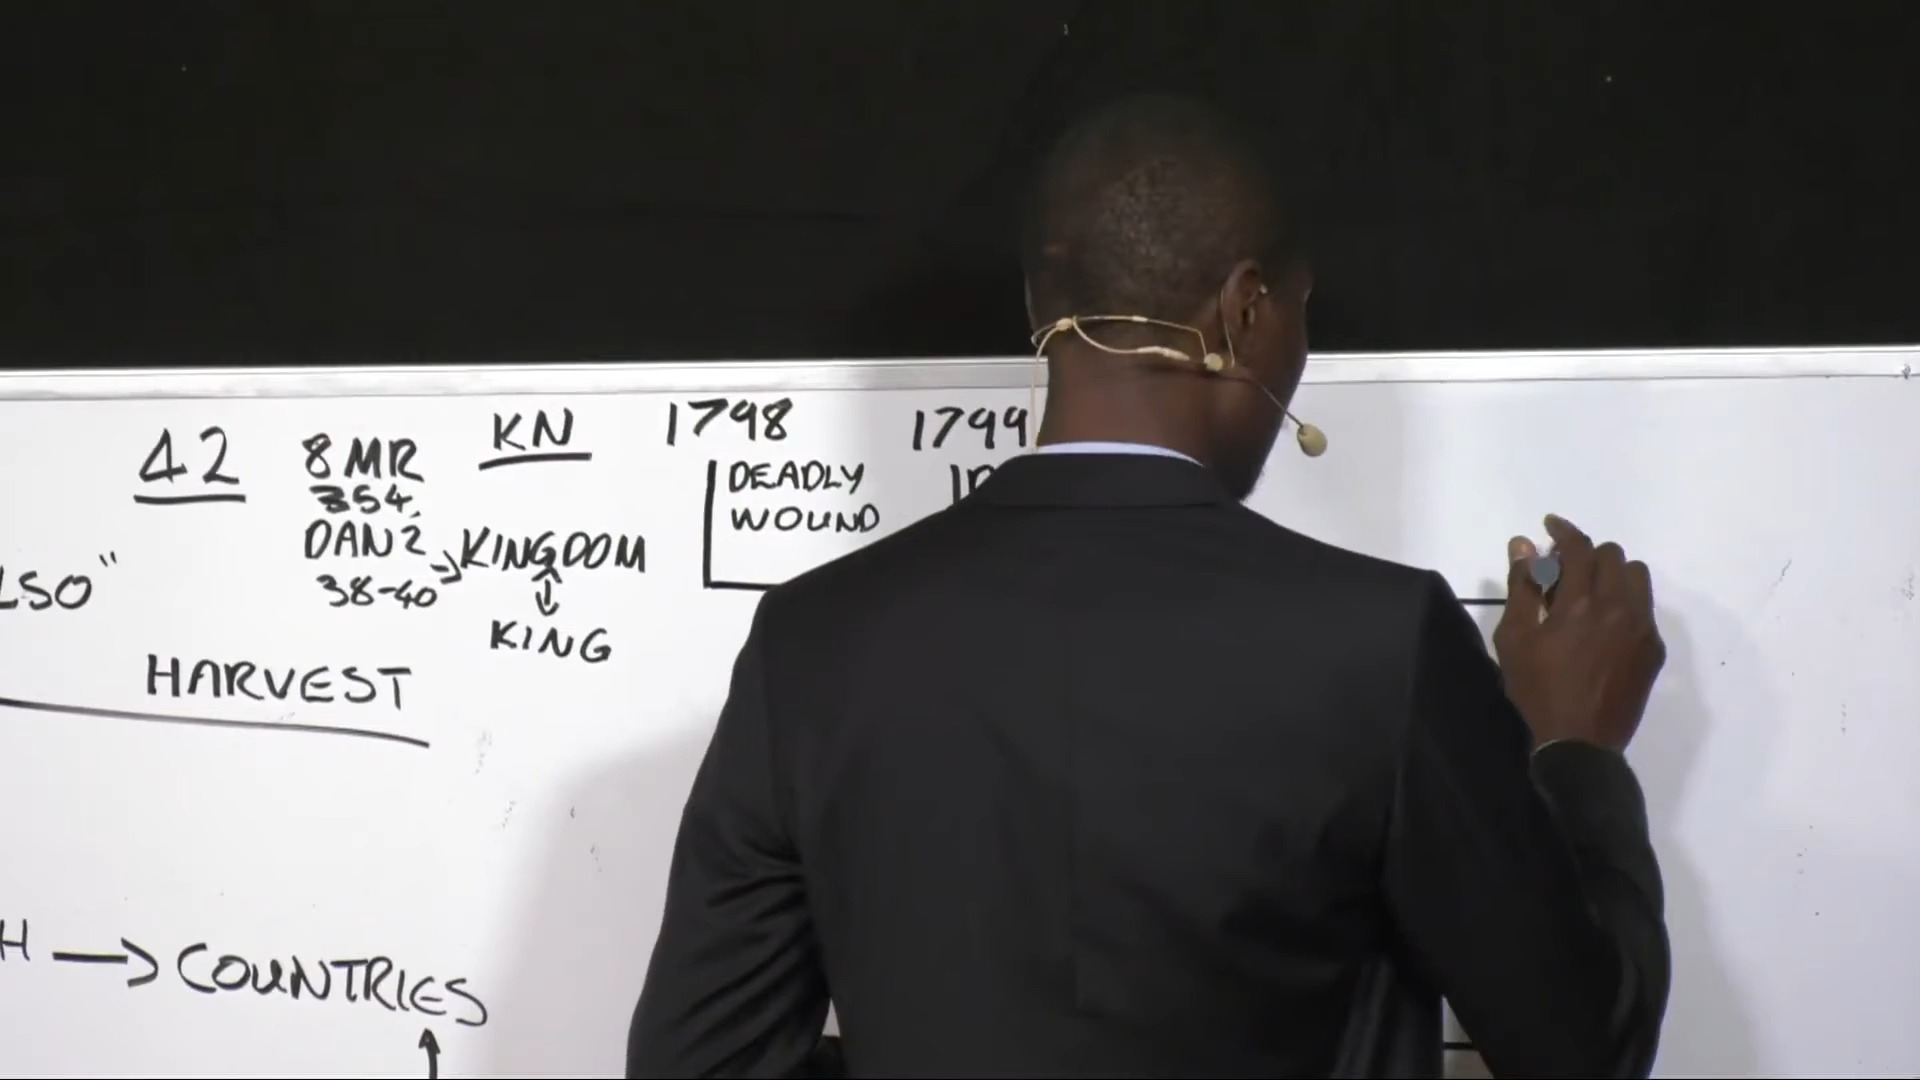 42
8MR
354,
DAN 2
38-40
KN
KINGDOM
KING
LSO"
HARVEST
1798
DEADLY
WOUND
1799
H → COUNTRIES